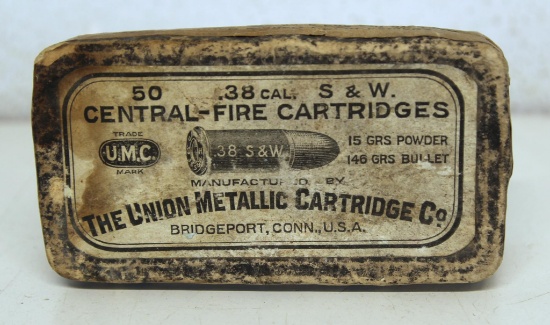 50 .38 CAL. S & W.
CENTRAL-FIRE CARTRIDGES
TRADE
U.M.C.
MARK
.38 S&W
15 GRS POWDER
146 GRS BULLET
MANUFACTURED BY
THE UNION METALLIC CARTRIDGE CO.
BRIDGEPORT, CONN., U.S.A.